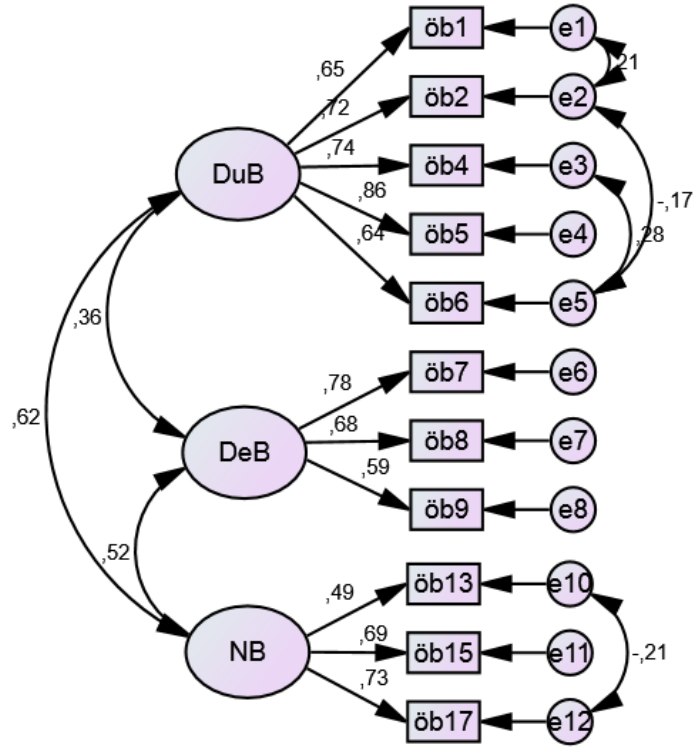 öb1
e1
,65
,21
,72
öb2
e2
,74
öb4
e3
DuB
,86
-,17
öb5
e4
,64
,28
öb6
e5
,36
,78
öb7
e6
,68
,62
öb8
e7
DeB
,59
öb9
e8
,52
,49
öb13
e10
,69
NB
öb15
e11
-,21
,73
öb17
e12